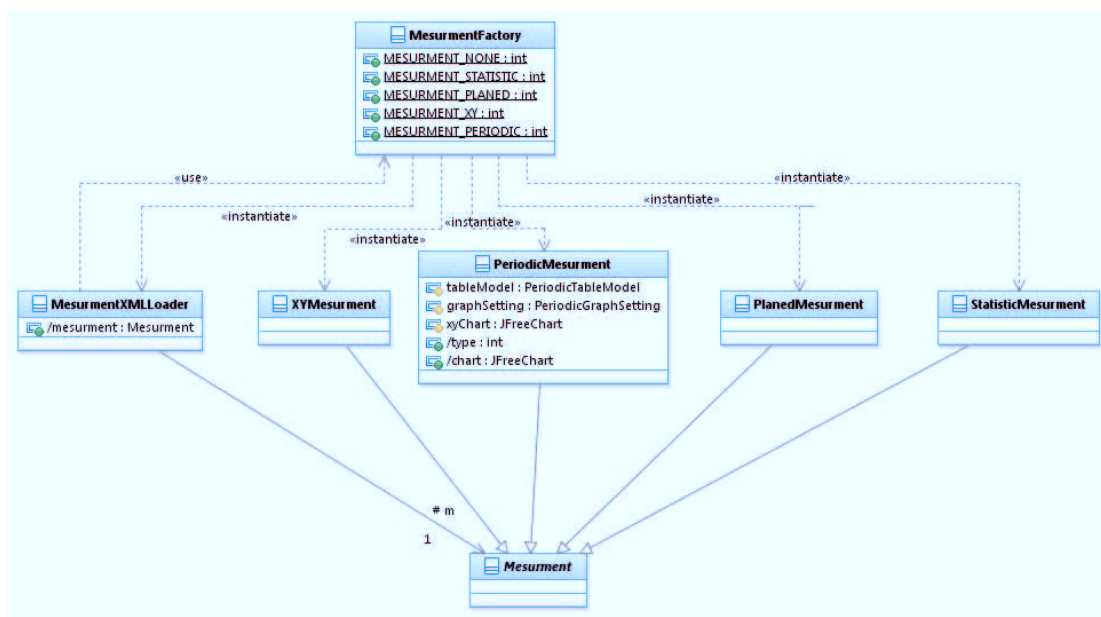 MesurmentFactory
MESURMENT_NONE : int
MESURMENT_STATISTIC : int
MESURMENT_PLANED : int
MESURMENT_XY : int
MESURMENT_PERIODIC : int
«use»
«instantiate»
«instantiate»
«instantiate»
«instantiate»
«instantiate»
MesurmentXMLLoader
/mesurment : Mesurment
XYMesurment
PeriodicMesurment
tableModel : PeriodicTableModel
graphSetting : PeriodicGraphSetting
xyChart : JFreeChart
/type : int
/chart : JFreeChart
PlanedMesurment
StatisticMesurment
# m
1
Mesurment